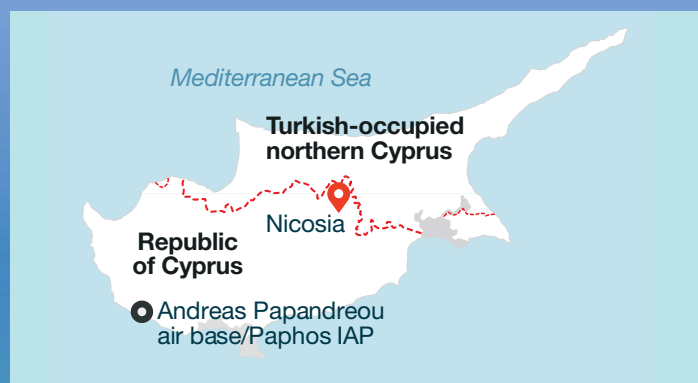 Mediterranean Sea
Turkish-occupied
northern Cyprus
Nicosia
Republic
of Cyprus
Andreas Papandreou
air base/Paphos IAP